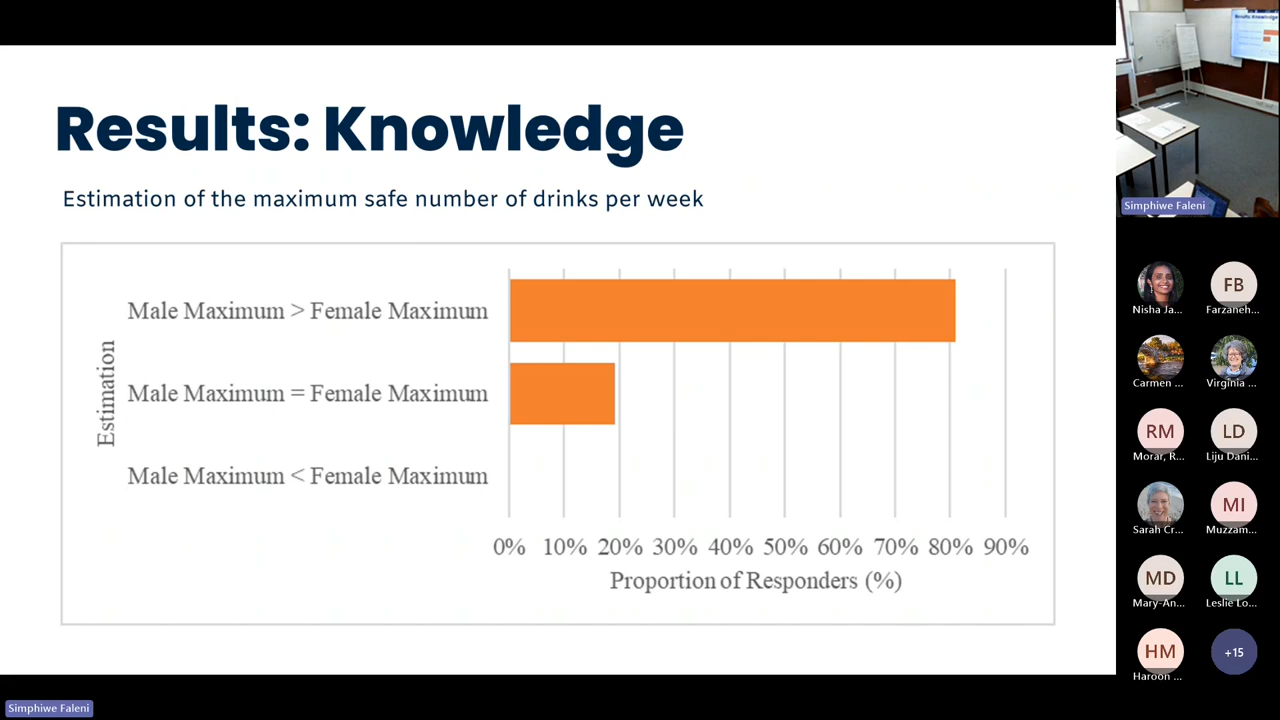 Results: Knowledge
Estimation of the maximum safe number of drinks per week
Estimation
Male Maximum > Female Maximum
Male Maximum = Female Maximum
Male Maximum < Female Maximum
0% 10% 20% 30% 40% 50% 60% 70% 80% 90%
Proportion of Responders (%)
Simphiwe Faleni
Results: Knowledge
Simphiwe Faleni
Nisha Ja...
FB
Farzaneh...
Carmen ...
Virginia ...
RM
Morar, R...
LD
Liju Dani...
Sarah Cr...
MI
Muzzam...
MD
Mary-An...
LL
Leslie Lo...
HM
Haroon ...
+15